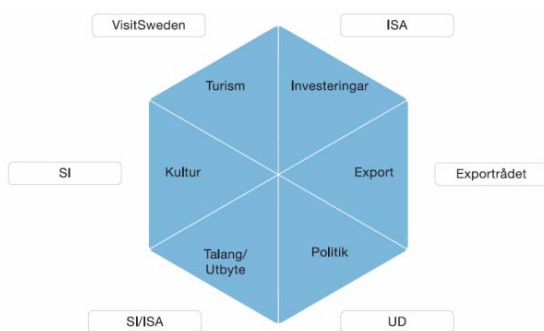 VisitSweden
ISA
Turism
Investeringar
SI
Kultur
Export
Exportrådet
Talang/
Utbyte
Politik
SI/ISA
UD